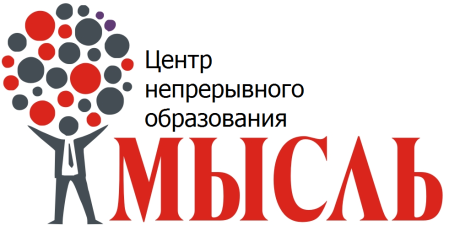 Центр
непрерывного
образования
МЫСЛЬ